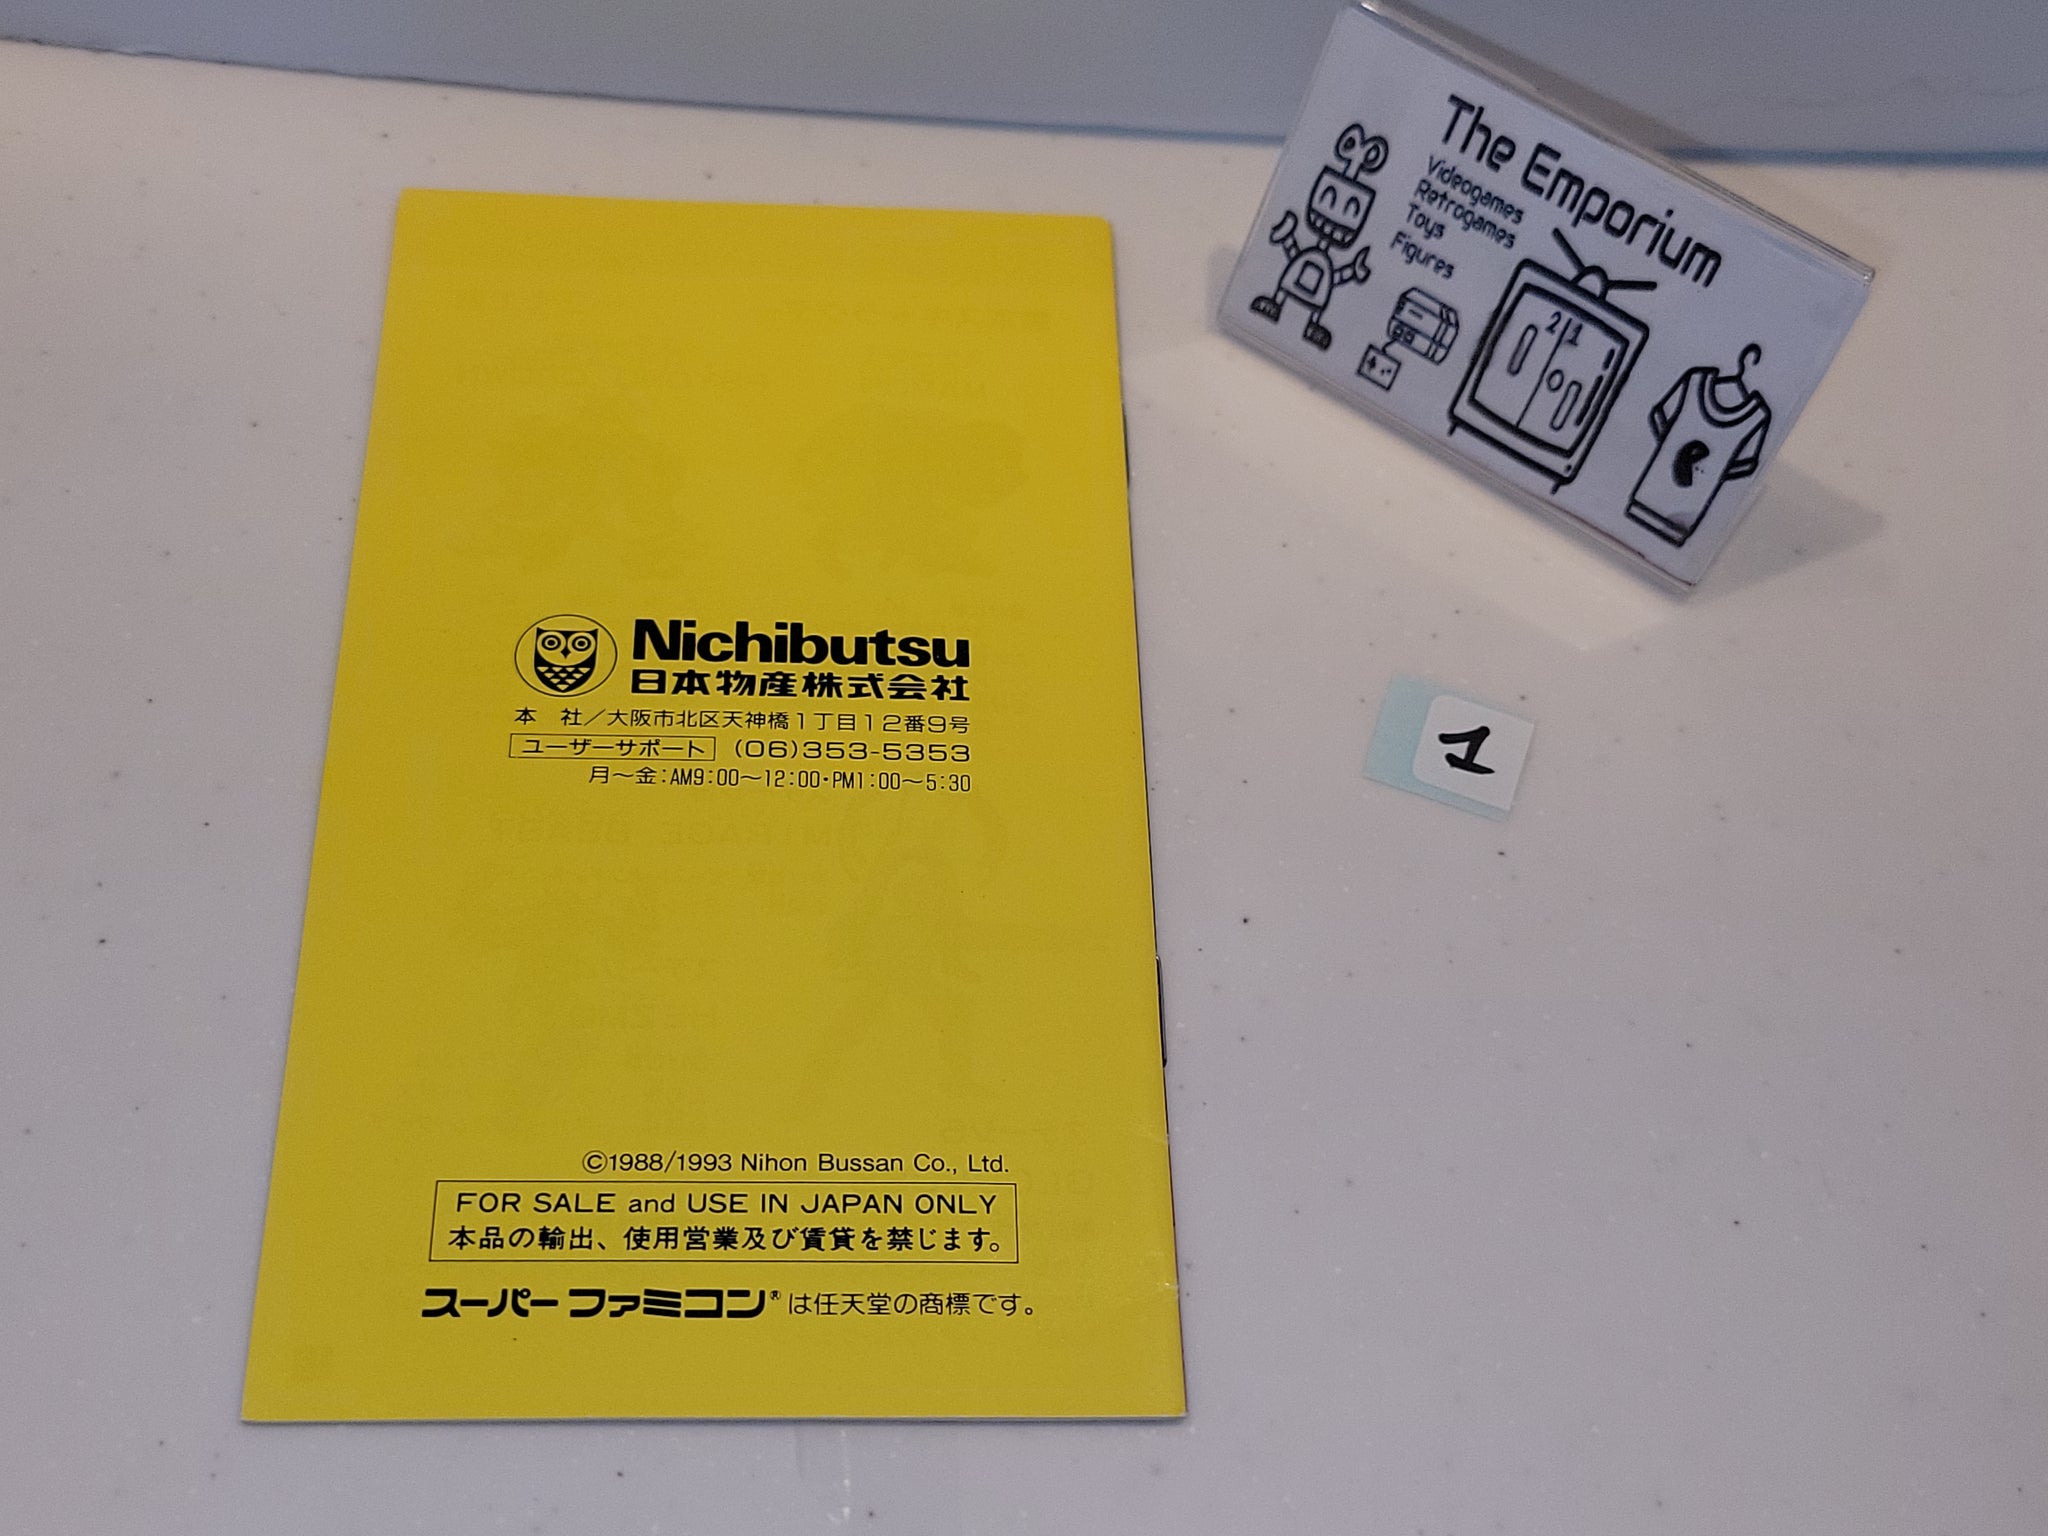 The Emporium
Videogames
Retrogames
Toys
Figures
2 1
1
Nichibutsu
日本物産株式会社
本 社／大阪市北区天神橋1丁目12番9号
ユーザーサポート (06)353-5353
月～金:AM9:00～12:00・PM1:00～5:30
©1988/1993 Nihon Bussan Co., Ltd.
FOR SALE and USE IN JAPAN ONLY
本品の輸出、使用営業及び賃貸を禁じます。
スーパーファミコン®は任天堂の商標です。